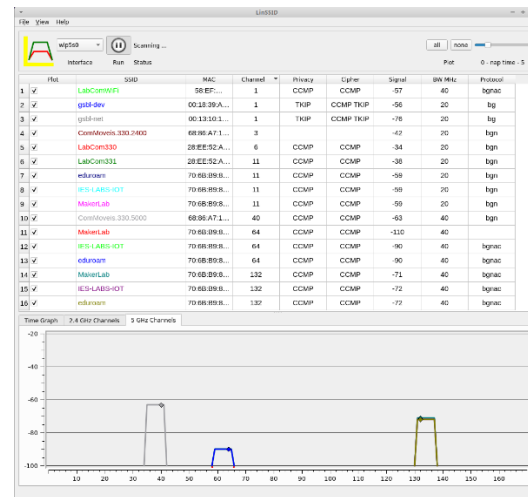 LinSSID
File View Help
wlp5s0 Scanning ... all none
Interface Run Status Plot 0 - nap time - 5
Plot SSID MAC Channel Privacy Cipher Signal BW MHz Protocol
1 LabComWiFi 58:EF:... 1 CCMP CCMP -57 40 bgn
2 gsbl-dev 00:18:39:A... 1 TKIP CCMP TKIP -56 20 bg
3 gsbl-net 00:13:10:1... 1 TKIP CCMP TKIP -76 20 bg
4 ComMoveis.330.2400 68:86:A7:1... 3 -42 20 bgn
5 LabCom330 28:EE:52:A... 6 CCMP CCMP -34 20 bgn
6 LabCom331 28:EE:52:A... 11 CCMP CCMP -38 20 bgn
7 eduroam 70:6B:B9:8... 11 CCMP CCMP -59 20 bgn
8 IES-LABS-IOT 70:6B:B9:8... 11 CCMP CCMP -59 20 bgn
9 MakerLab 70:6B:B9:8... 11 CCMP CCMP -59 20 bgn
10 ComMoveis.330.5000 68:86:A7:1... 40 CCMP CCMP -63 40 bgn
11 MakerLab 70:6B:B9:8... 64 CCMP CCMP -110 40
12 IES-LABS-IOT 70:6B:B9:8... 64 CCMP CCMP -90 40 bgnac
13 eduroam 70:6B:B9:8... 64 CCMP CCMP -90 40 bgnac
14 MakerLab 70:6B:B9:8... 132 CCMP CCMP -71 40 bgnac
15 IES-LABS-IOT 70:6B:B9:8... 132 CCMP CCMP -72 40 bgnac
16 eduroam 70:6B:B9:8... 132 CCMP CCMP -72 40 bgnac
Time Graph 2.4 GHz Channels 5 GHz Channels
-20
-40
-60
-80
-100
10 20 30 40 50 60 70 80 90 100 110 120 130 140 150 160